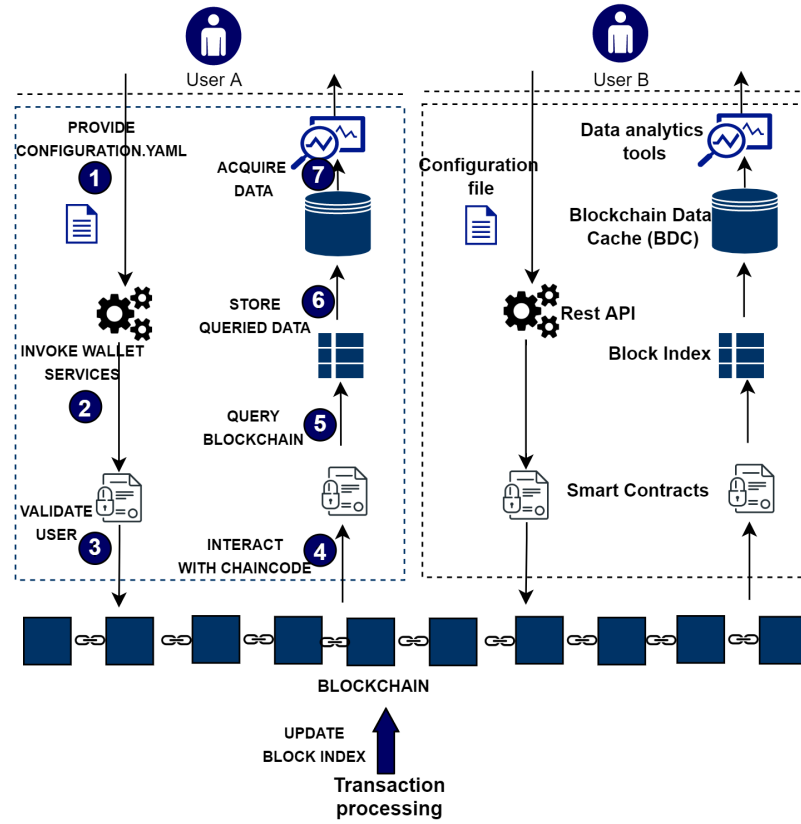 User A
User B
PROVIDE
CONFIGURATION.YAML
1
ACQUIRE
DATA
7
STORE
QUERIED DATA
6
INVOKE WALLET
SERVICES
2
QUERY
BLOCKCHAIN
5
VALIDATE
USER
3
INTERACT
WITH CHAINCODE
4
Configuration
file
Data analytics
tools
Blockchain Data
Cache (BDC)
Rest API
Block Index
Smart Contracts
BLOCKCHAIN
UPDATE
BLOCK INDEX
Transaction
processing